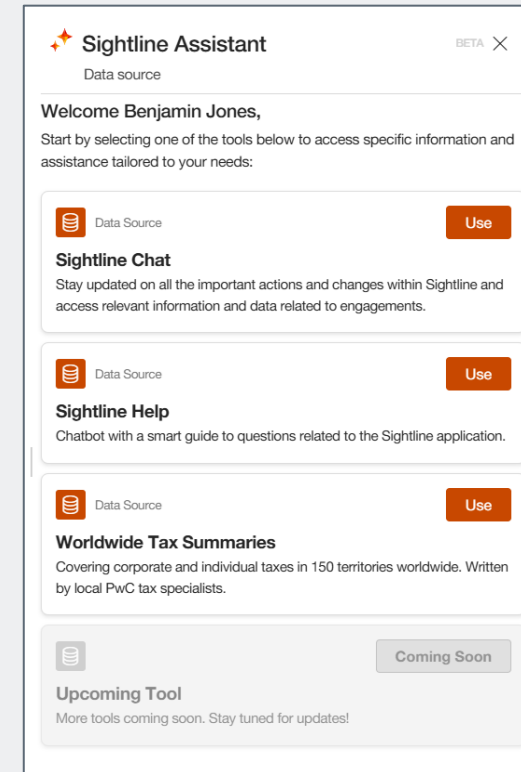 Sightline Assistant
BETA
Data source
Welcome Benjamin Jones,
Start by selecting one of the tools below to access specific information and
assistance tailored to your needs:
Data Source
Use
Sightline Chat
Stay updated on all the important actions and changes within Sightline and
access relevant information and data related to engagements.
Data Source
Use
Sightline Help
Chatbot with a smart guide to questions related to the Sightline application.
Data Source
Use
Worldwide Tax Summaries
Covering corporate and individual taxes in 150 territories worldwide. Written
by local PwC tax specialists.
Coming Soon
Upcoming Tool
More tools coming soon. Stay tuned for updates!